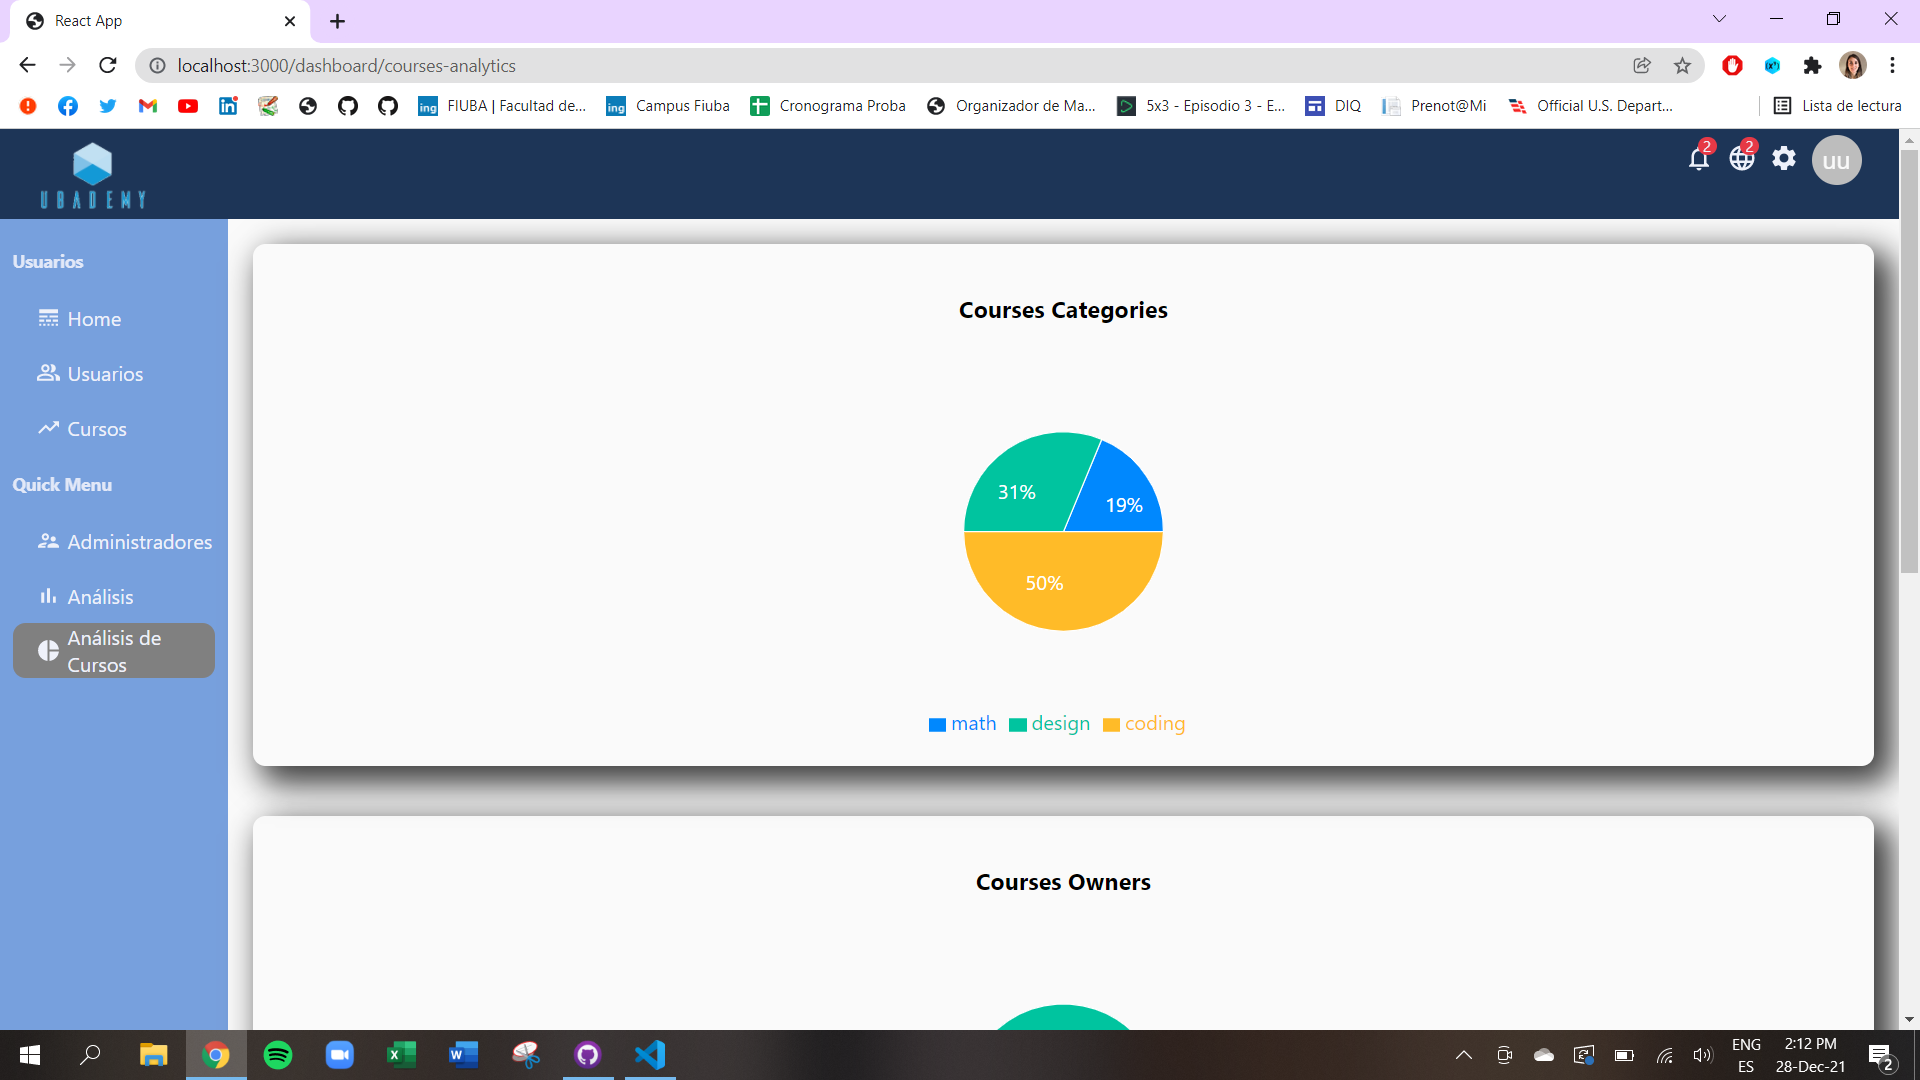 React App
localhost:3000/dashboard/courses-analytics
FIUBA | Facultad de...
Campus Fiuba
Cronograma Proba
Organizador de Ma...
5x3 - Episodio 3 - E...
DIQ
Prenot@Mi
Official U.S. Depart...
Lista de lectura
UBADEMY
2
2
uu
Usuarios
Home
Usuarios
Cursos
Quick Menu
Administradores
Análisis
Análisis de
Cursos
Courses Categories
31%
19%
50%
math
design
coding
Courses Owners
ENG
ES
2:12 PM
28-Dec-21
2